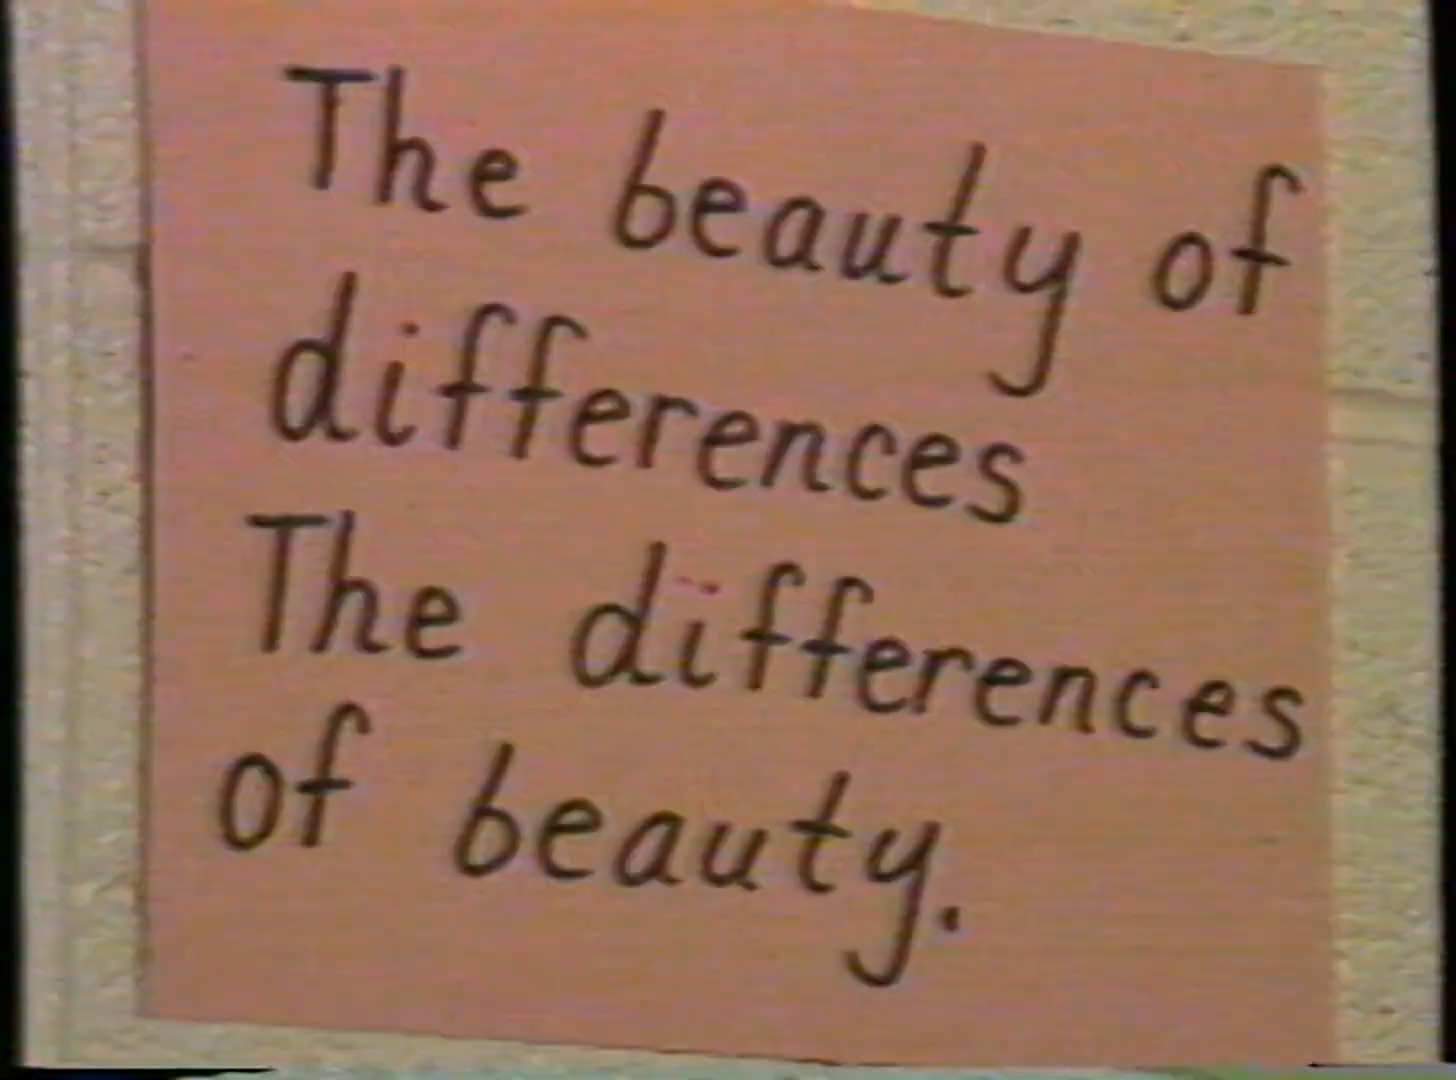 The beauty of
differences
The differences
of beauty.